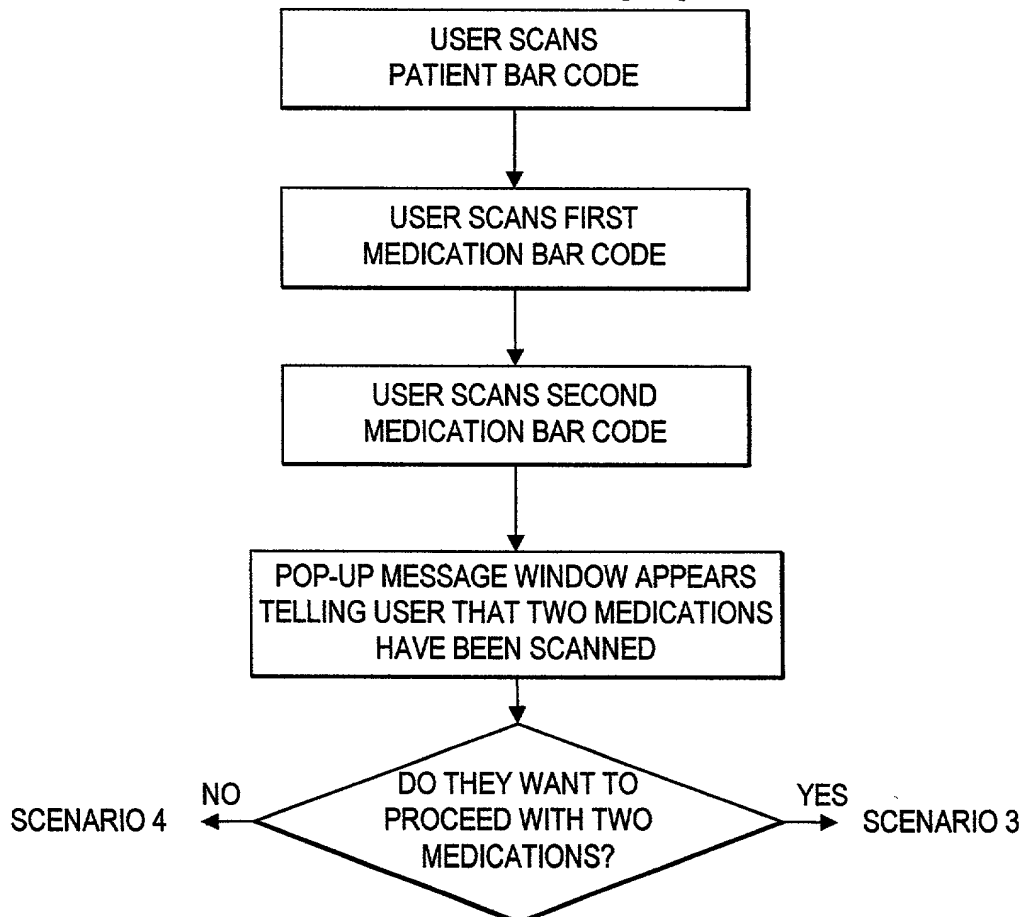 USER SCANS
PATIENT BAR CODE
USER SCANS FIRST
MEDICATION BAR CODE
USER SCANS SECOND
MEDICATION BAR CODE
POP-UP MESSAGE WINDOW APPEARS
TELLING USER THAT TWO MEDICATIONS
HAVE BEEN SCANNED
DO THEY WANT TO
PROCEED WITH TWO
MEDICATIONS?
NO
SCENARIO 4
YES
SCENARIO 3